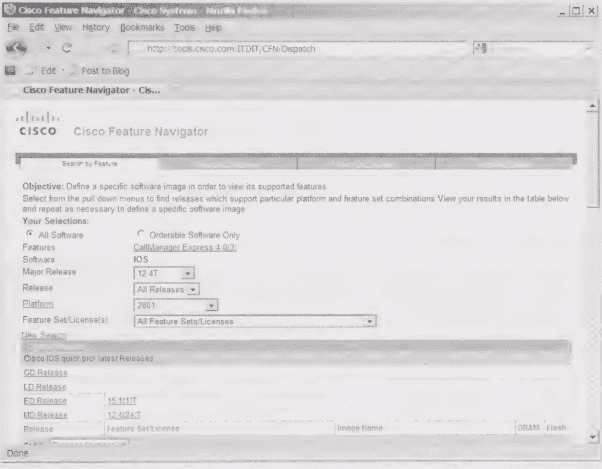 Cisco Feature Navigator - Cisco Systems - Mozilla Firefox
File Edit View History Bookmarks Tools Help
http://tools.cisco.com/ITDIT/CFN/Dispatch
Edit Post to Blog
Cisco Feature Navigator - Cis...
CISCO Cisco Feature Navigator
Search by Feature
Objective: Define a specific software image in order to view its supported features
Select from the pull down menus to find releases which support particular platform and feature set combinations View your results in the table below
and repeat as necessary to define a specific software image
Your Selections:
All Software Orderable Software Only
Features CallManager Express 4.0(3)
Software IOS
Major Release 12.4T
Release All Releases
Platform 2801
Feature Set/License(s) All Feature Sets/Licenses
New Search
Cisco IOS quick pick latest Releases
GD Release
LD Release
ED Release 15.1(1)T
MD Release 12.4(24)T
Release Feature Set/License Image Name DRAM Flash
Done